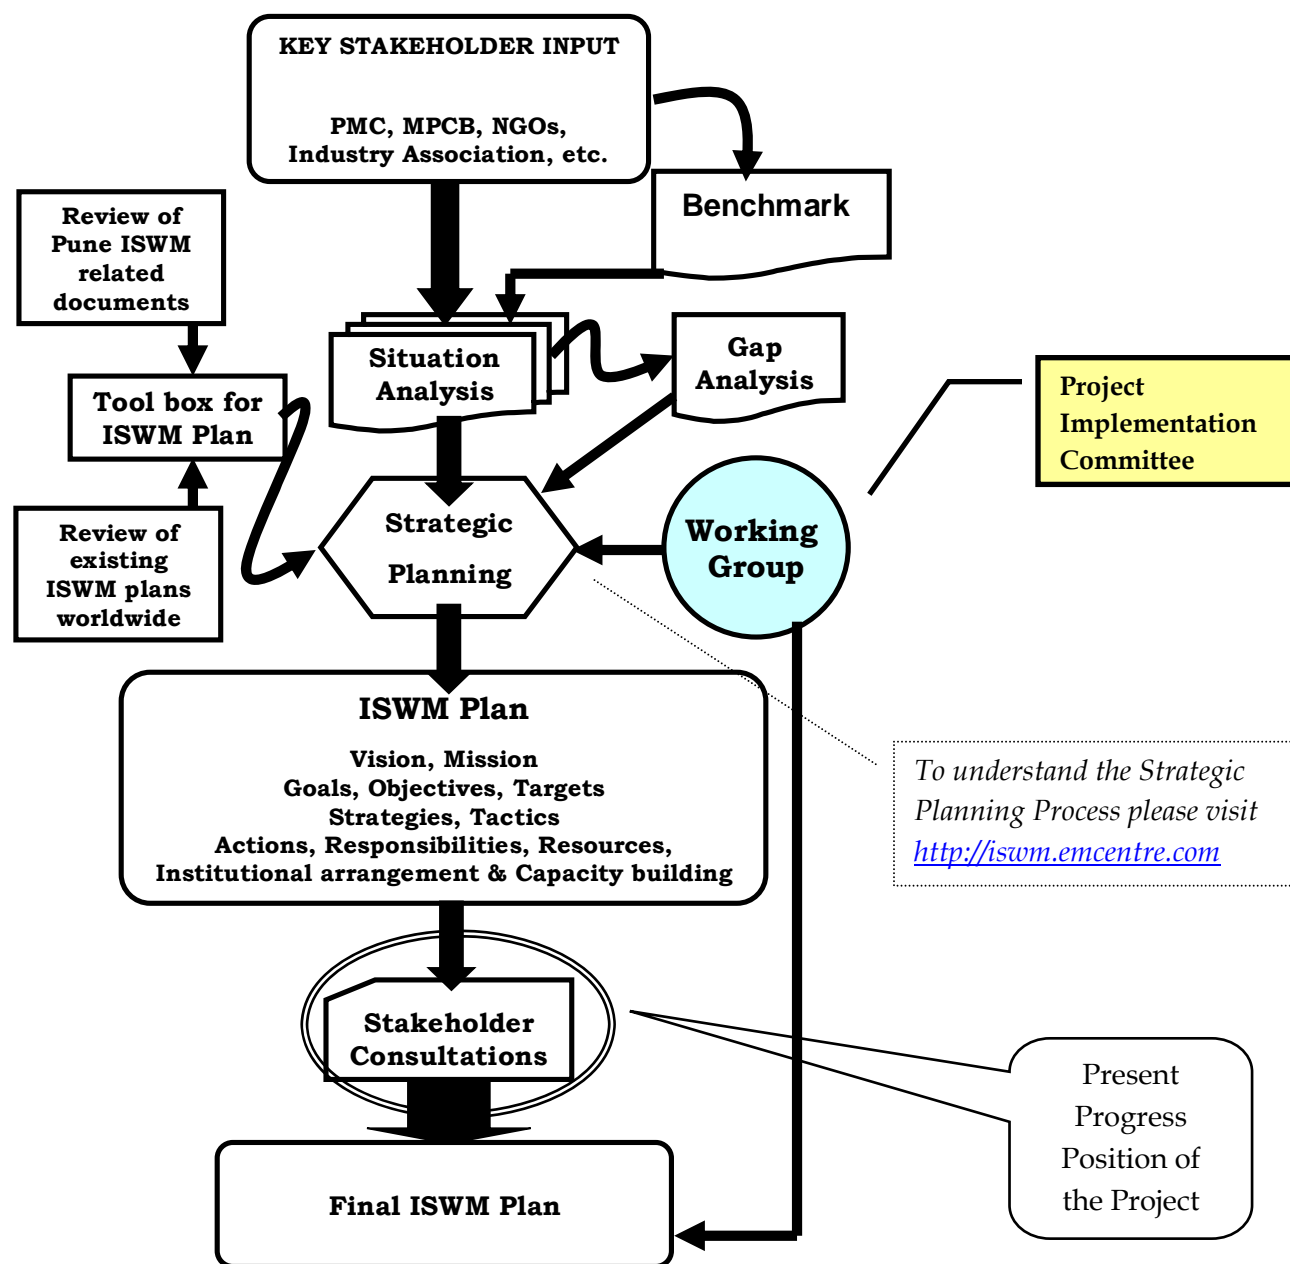 KEY STAKEHOLDER INPUT
PMC, MPCB, NGOs,
Industry Association, etc.
Benchmark
Review of
Pune ISWM
related
documents
Situation
Analysis
Gap
Analysis
Project
Implementation
Committee
Tool box for
ISWM Plan
Review of
existing
ISWM plans
worldwide
Strategic
Planning
Working
Group
ISWM Plan
Vision, Mission
Goals, Objectives, Targets
Strategies, Tactics
Actions, Responsibilities, Resources,
Institutional arrangement & Capacity building
To understand the Strategic
Planning Process please visit
http://iswm.emcentre.com
Stakeholder
Consultations
Present
Progress
Position of
the Project
Final ISWM Plan